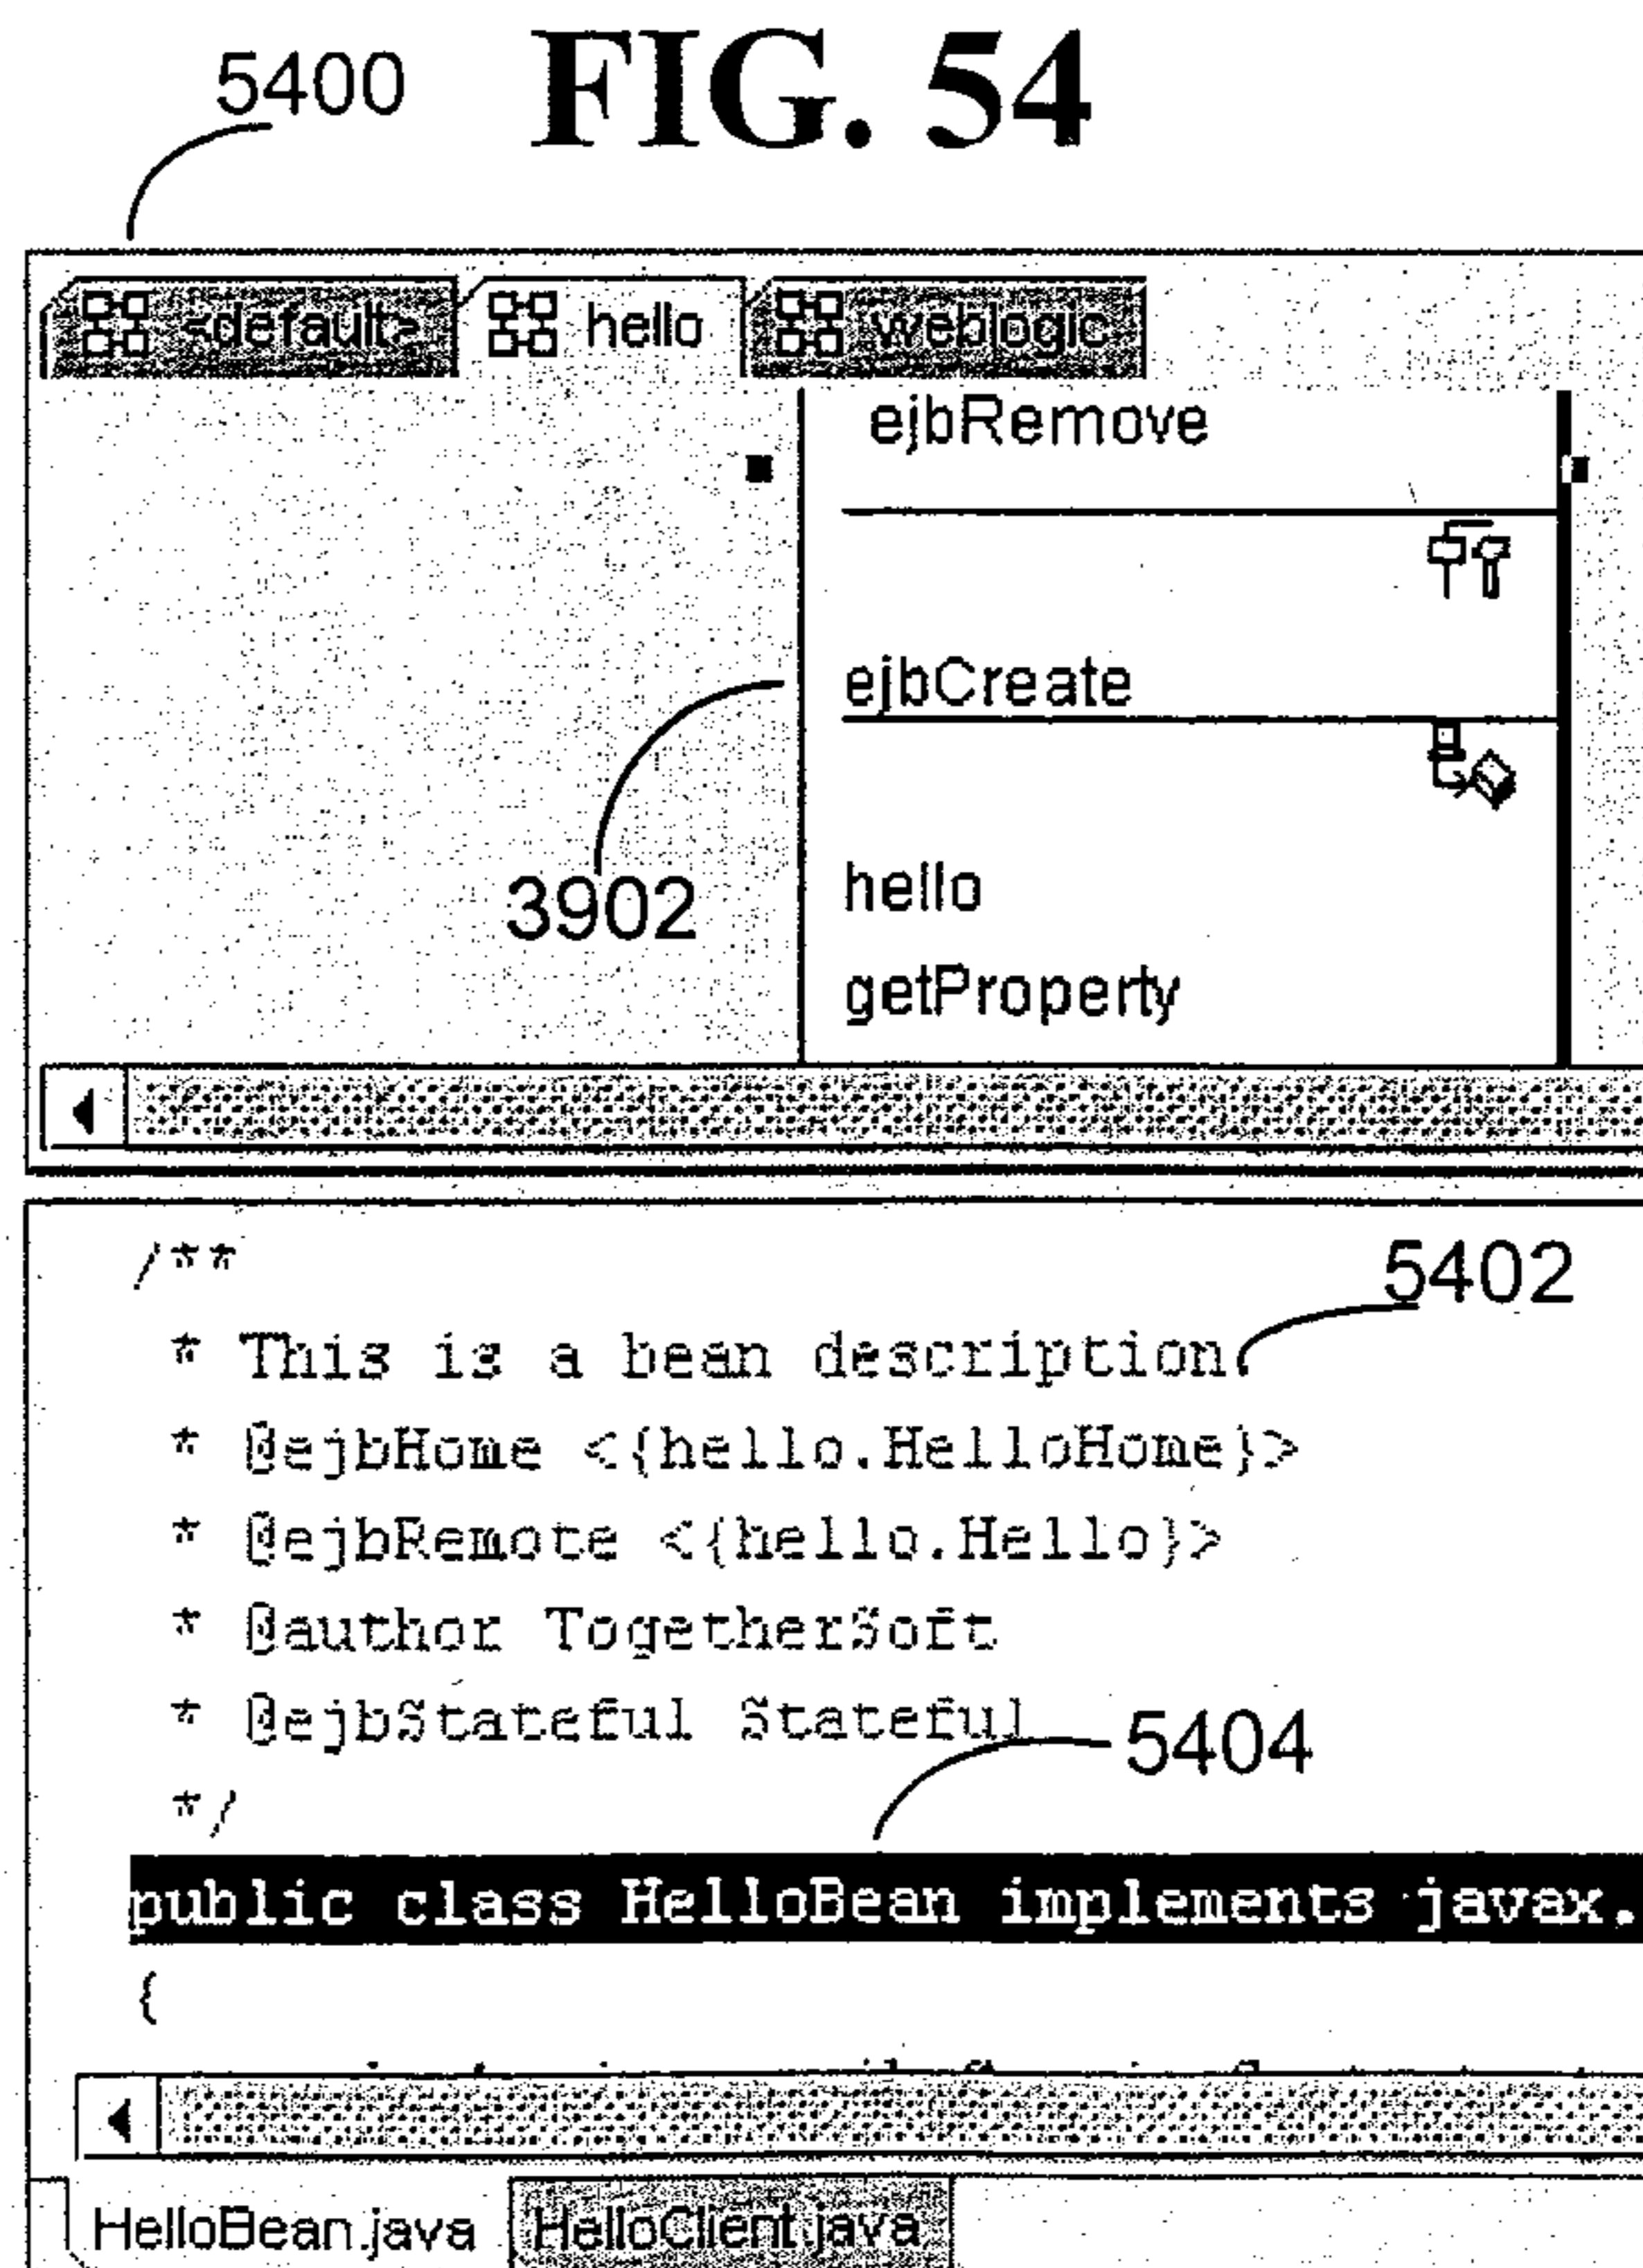 5400 FIG. 54
<default> hello weblogic
ejbRemove
ejbCreate
3902
hello
getProperty
/**
5402
* This is a bean description
* @ejbHome <{hello.HelloHome}>
* @ejbRemote <{hello.Hello}>
* @author TogetherSoft
* @ejbStateful Stateful
5404
*/
public class HelloBean implements javax.
{
HelloBean.java HelloClient.java